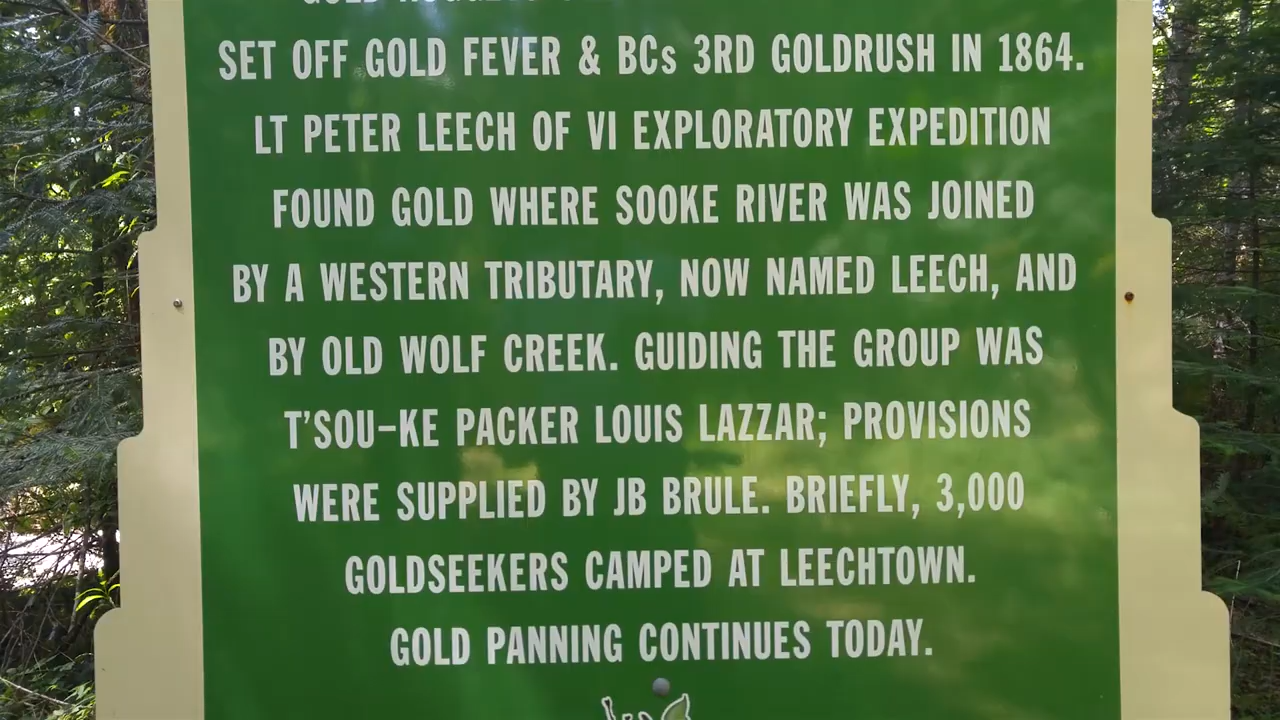 GOLD
SET OFF GOLD FEVER & BCs 3RD GOLDRUSH IN 1864.
LT PETER LEECH OF VI EXPLORATORY EXPEDITION
FOUND GOLD WHERE SOOKE RIVER WAS JOINED
BY A WESTERN TRIBUTARY, NOW NAMED LEECH, AND
BY OLD WOLF CREEK. GUIDING THE GROUP WAS
T'SOU-KE PACKER LOUIS LAZZAR; PROVISIONS
WERE SUPPLIED BY JB BRULE. BRIEFLY, 3,000
GOLDSEEKERS CAMPED AT LEECHTOWN.
GOLD PANNING CONTINUES TODAY.